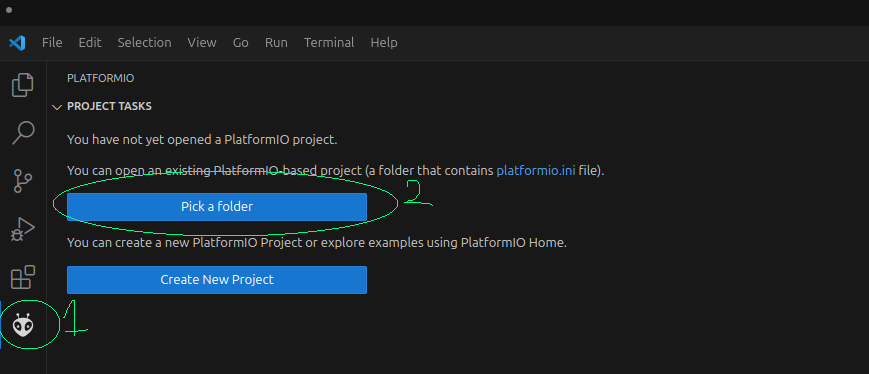 File Edit Selection View Go Run Terminal Help
PLATFORMIO
PROJECT TASKS
You have not yet opened a PlatformIO project.
You can open an existing PlatformIO-based project (a folder that contains platformio.ini file).
2
Pick a folder
You can create a new PlatformIO Project or explore examples using PlatformIO Home.
Create New Project
1